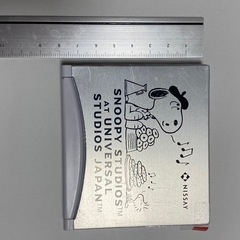 SNOOPY STUDIOS™
AT UNIVERSAL
STUDIOS JAPAN™
NISSAY